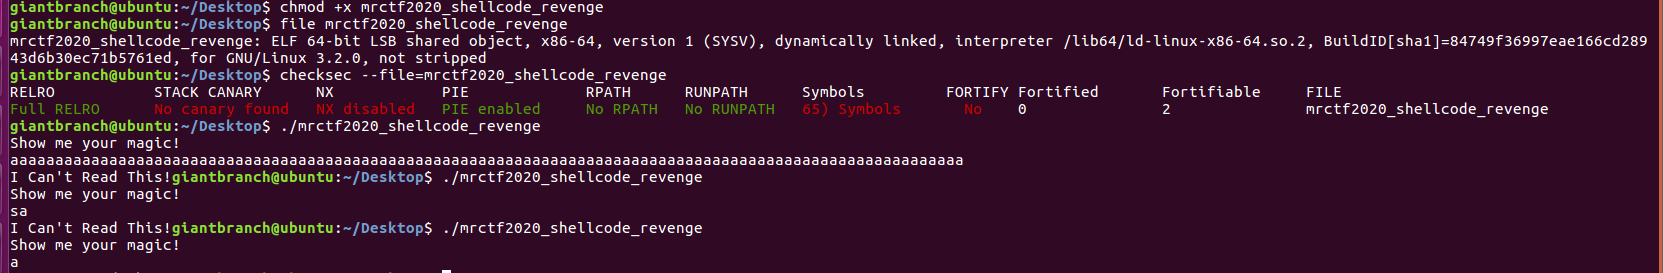 giantbranch@ubuntu:~/Desktop$ chmod +x mrctf2020_shellcode_revenge
giantbranch@ubuntu:~/Desktop$ file mrctf2020_shellcode_revenge
mrctf2020_shellcode_revenge: ELF 64-bit LSB shared object, x86-64, version 1 (SYSV), dynamically linked, interpreter /lib64/ld-linux-x86-64.so.2, BuildID[sha1]=84749f36997eae166cd289
43d6b30ec71b5761ed, for GNU/Linux 3.2.0, not stripped
giantbranch@ubuntu:~/Desktop$ checksec --file=mrctf2020_shellcode_revenge
RELRO STACK CANARY NX PIE RPATH RUNPATH Symbols FORTIFY Fortified Fortifiable FILE
Full RELRO No canary found NX disabled PIE enabled No RPATH No RUNPATH 65) Symbols No 0 2 mrctf2020_shellcode_revenge
giantbranch@ubuntu:~/Desktop$ ./mrctf2020_shellcode_revenge
Show me your magic!
aaaaaaaaaaaaaaaaaaaaaaaaaaaaaaaaaaaaaaaaaaaaaaaaaaaaaaaaaaaaaaaaaaaaaaaaaaaaaaaaaaaaaaaaaaaaaaaaaaaaaaaaaa
I Can't Read This!giantbranch@ubuntu:~/Desktop$ ./mrctf2020_shellcode_revenge
Show me your magic!
sa
I Can't Read This!giantbranch@ubuntu:~/Desktop$ ./mrctf2020_shellcode_revenge
Show me your magic!
a